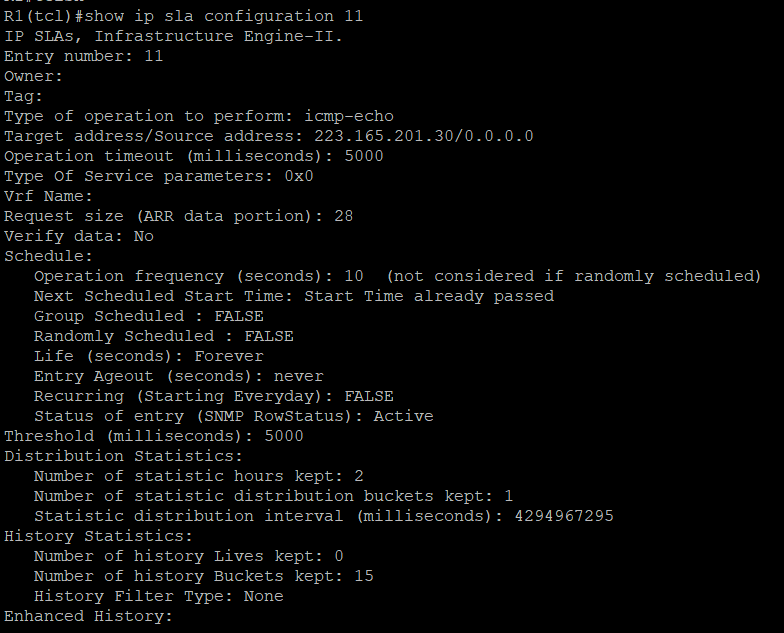 R1(tcl)#show ip sla configuration 11
IP SLAs, Infrastructure Engine-II.
Entry number: 11
Owner:
Tag:
Type of operation to perform: icmp-echo
Target address/Source address: 223.165.201.30/0.0.0.0
Operation timeout (milliseconds): 5000
Type Of Service parameters: 0x0
Vrf Name:
Request size (ARR data portion): 28
Verify data: No
Schedule:
   Operation frequency (seconds): 10  (not considered if randomly scheduled)
   Next Scheduled Start Time: Start Time already passed
   Group Scheduled : FALSE
   Randomly Scheduled : FALSE
   Life (seconds): Forever
   Entry Ageout (seconds): never
   Recurring (Starting Everyday): FALSE
   Status of entry (SNMP RowStatus): Active
Threshold (milliseconds): 5000
Distribution Statistics:
   Number of statistic hours kept: 2
   Number of statistic distribution buckets kept: 1
   Statistic distribution interval (milliseconds): 4294967295
History Statistics:
   Number of history Lives kept: 0
   Number of history Buckets kept: 15
   History Filter Type: None
Enhanced History: